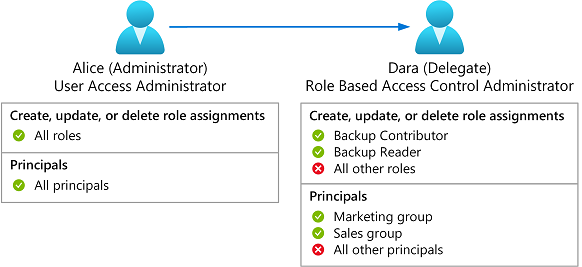 Alice (Administrator)
User Access Administrator
Create, update, or delete role assignments
All roles
Principals
All principals
Dara (Delegate)
Role Based Access Control Administrator
Create, update, or delete role assignments
Backup Contributor
Backup Reader
All other roles
Principals
Marketing group
Sales group
All other principals